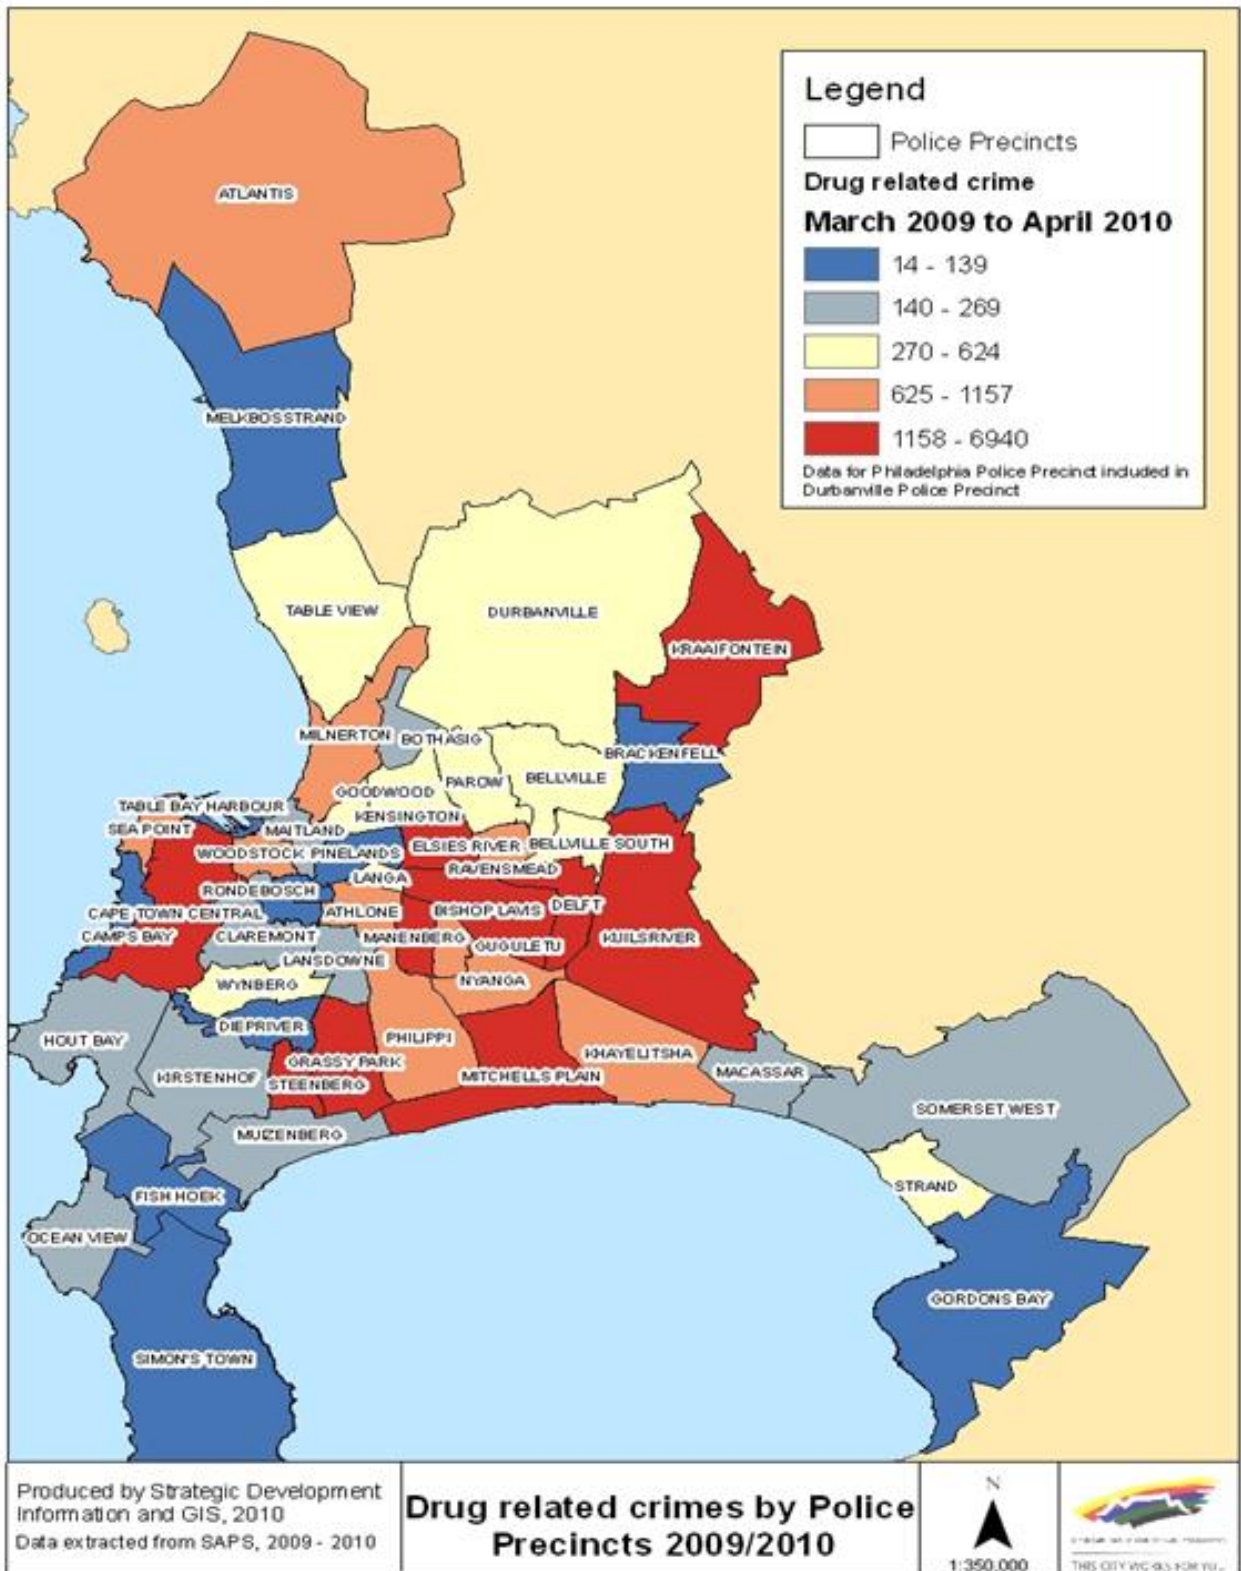 Legend
Police Precincts
Drug related crime
March 2009 to April 2010
14 - 139
140 - 269
270 - 624
625 - 1157
1158 - 6940
Data for Philadelphia Police Precinct included in
Durbanville Police Precinct
ATLANTIS
MELKBOSSTRAND
TABLE VIEW
DURBANVILLE
KRAAIFONTEIN
MILNERTON
BOTHASIG
BRACKENFELL
PAROW
BELLVILLE
GOODWOOD
TABLE BAY HARBOUR
KENSINGTON
SEA POINT
MAITLAND
ELSIES RIVER
BELLVILLE SOUTH
WOODSTOCK
PINELANDS
RAVENSMEAD
LANGA
RONDEBOSCH
CAPE TOWN CENTRAL
ATHLONE
BISHOP LAVIS
DELFT
CAMPS BAY
CLAREMONT
MANENBERG
GUGULETU
KUILSRIVER
LANSDOWNE
WYNBERG
NYANGA
DIEPRIVER
HOUT BAY
PHILIPPI
KHAYELITSHA
GRASSY PARK
KIRSTENHOF
STEENBERG
MITCHELLS PLAIN
MACASSAR
SOMERSET WEST
MUIZENBERG
STRAND
FISH HOEK
OCEAN VIEW
GORDONS BAY
SIMON'S TOWN
Produced by Strategic Development
Information and GIS, 2010
Data extracted from SAPS, 2009 - 2010
Drug related crimes by Police
Precincts 2009/2010
N
1:350,000
THIS CITY WORKS FOR YOU